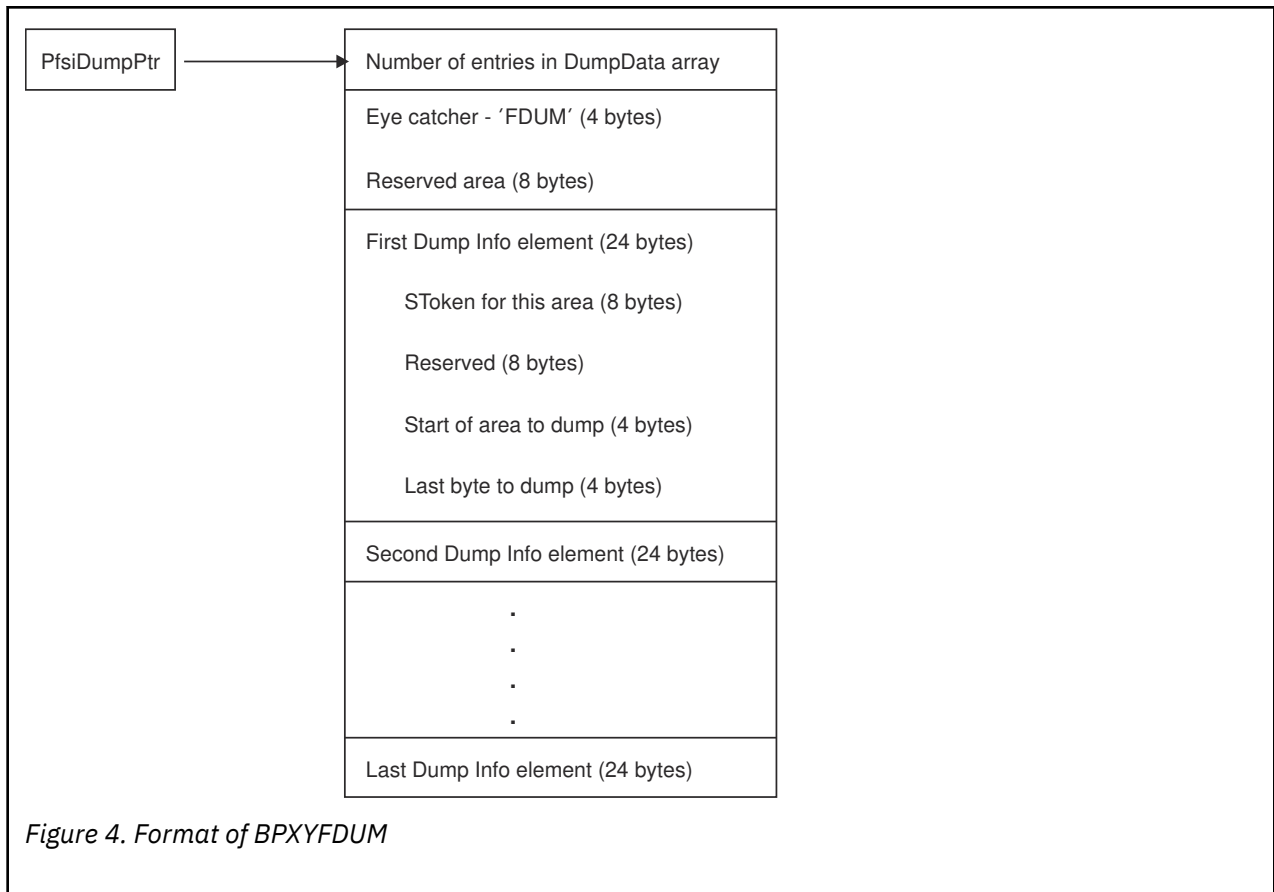 PfsiDumpPtr
Number of entries in DumpData array
Eye catcher - ′FDUM′ (4 bytes)
Reserved area (8 bytes)
First Dump Info element (24 bytes)
SToken for this area (8 bytes)
Reserved (8 bytes)
Start of area to dump (4 bytes)
Last byte to dump (4 bytes)
Second Dump Info element (24 bytes)
.
.
.
.
Last Dump Info element (24 bytes)
Figure 4. Format of BPXYFDUM